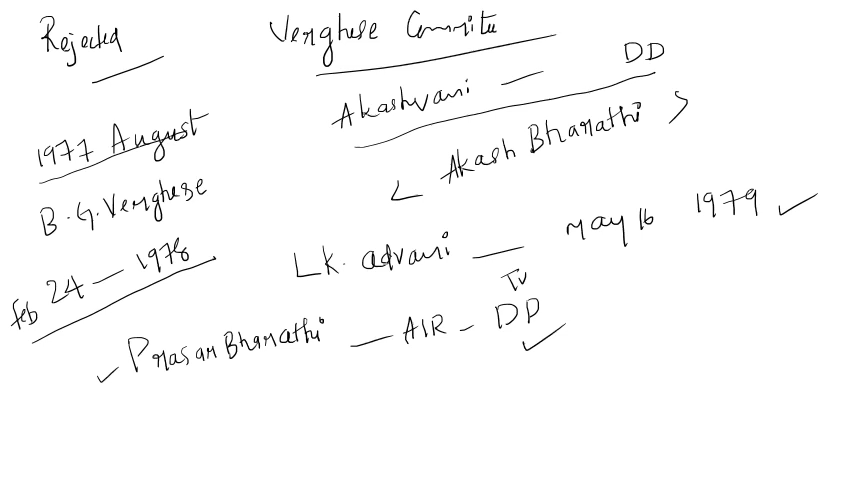 Rejected Verghese Committe
Akashvani — DD
1977 August < Akash Bharathi >
B.G. Verghese
L.K. advani — may 16 1979 ✓
Feb 24 — 1978
TV
✓ Prasar Bharathi — AIR - DD ✓